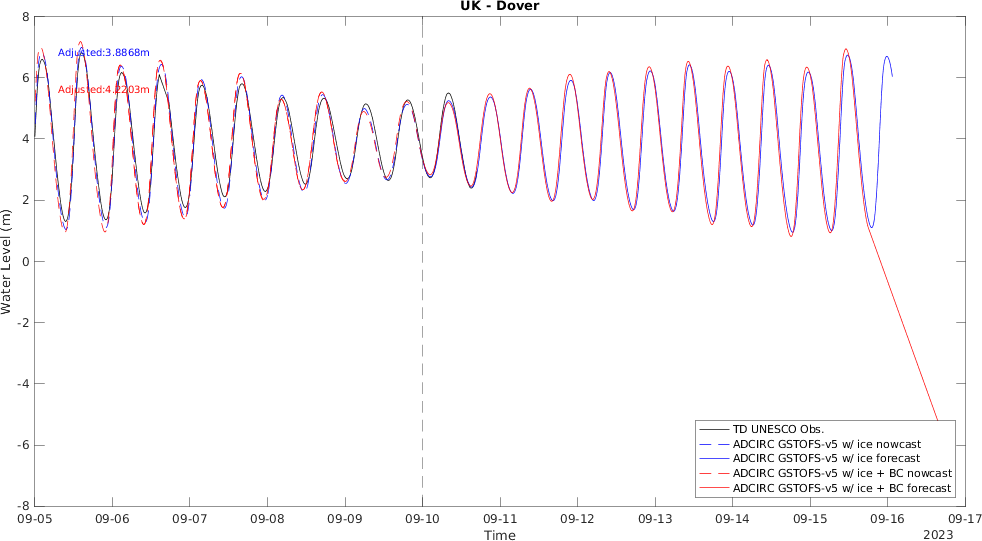 UK - Dover
8
Adjusted:3.8868m
6
Adjusted:4.2203m
4
2
0
-2
-4
-6
-8
Water Level (m)
TD UNESCO Obs.
ADCIRC GSTOFS-v5 w/ ice nowcast
ADCIRC GSTOFS-v5 w/ ice forecast
ADCIRC GSTOFS-v5 w/ ice + BC nowcast
ADCIRC GSTOFS-v5 w/ ice + BC forecast
09-05 09-06 09-07 09-08 09-09 09-10 09-11 09-12 09-13 09-14 09-15 09-16 09-17
Time
2023